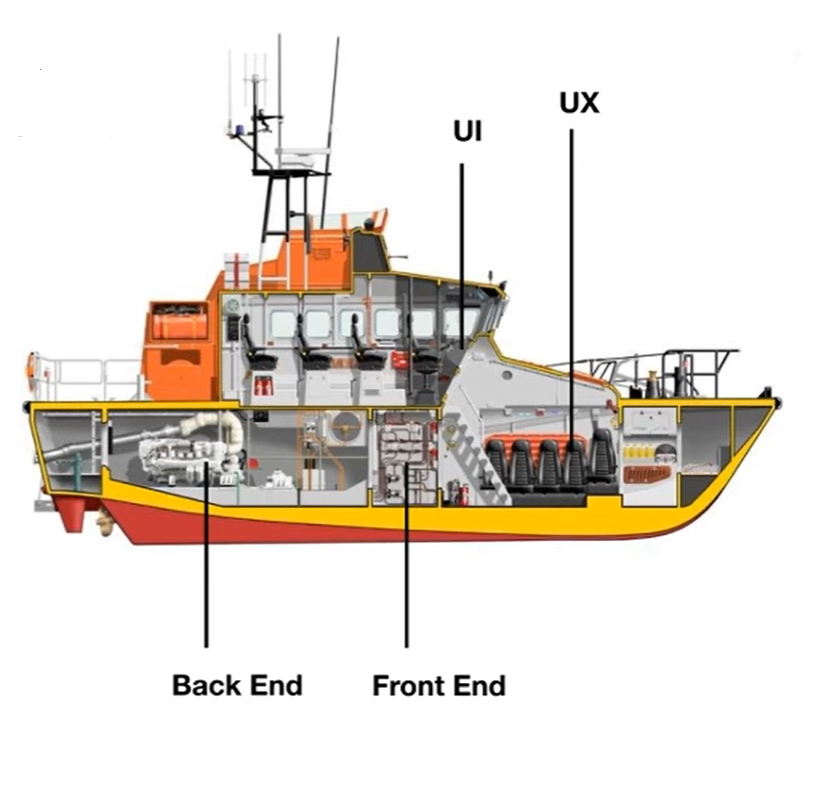 UX
UI
Back End
Front End